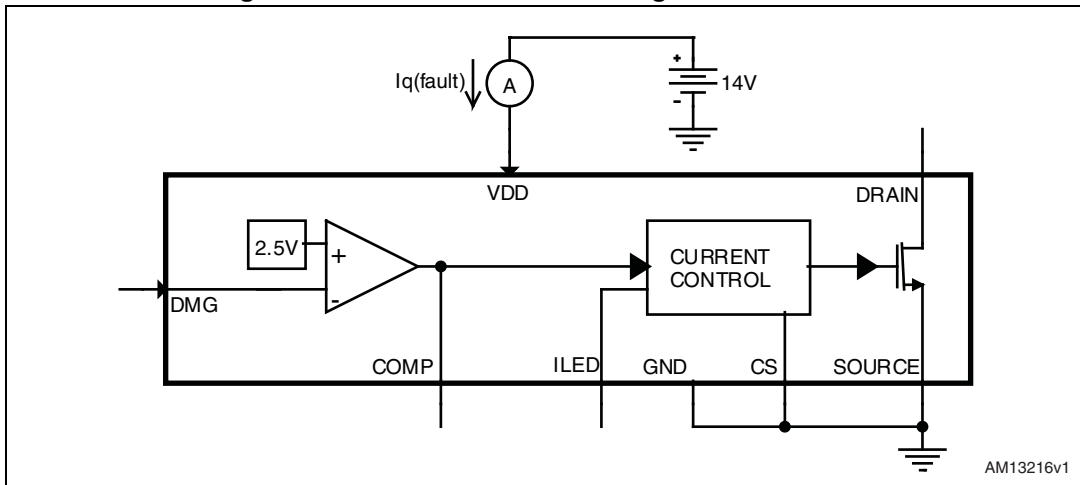 Iq(fault)
A
+
-
14V
VDD
DRAIN
2.5V
+
-
CURRENT
CONTROL
DMG
COMP
ILED
GND
CS
SOURCE
AM13216v1